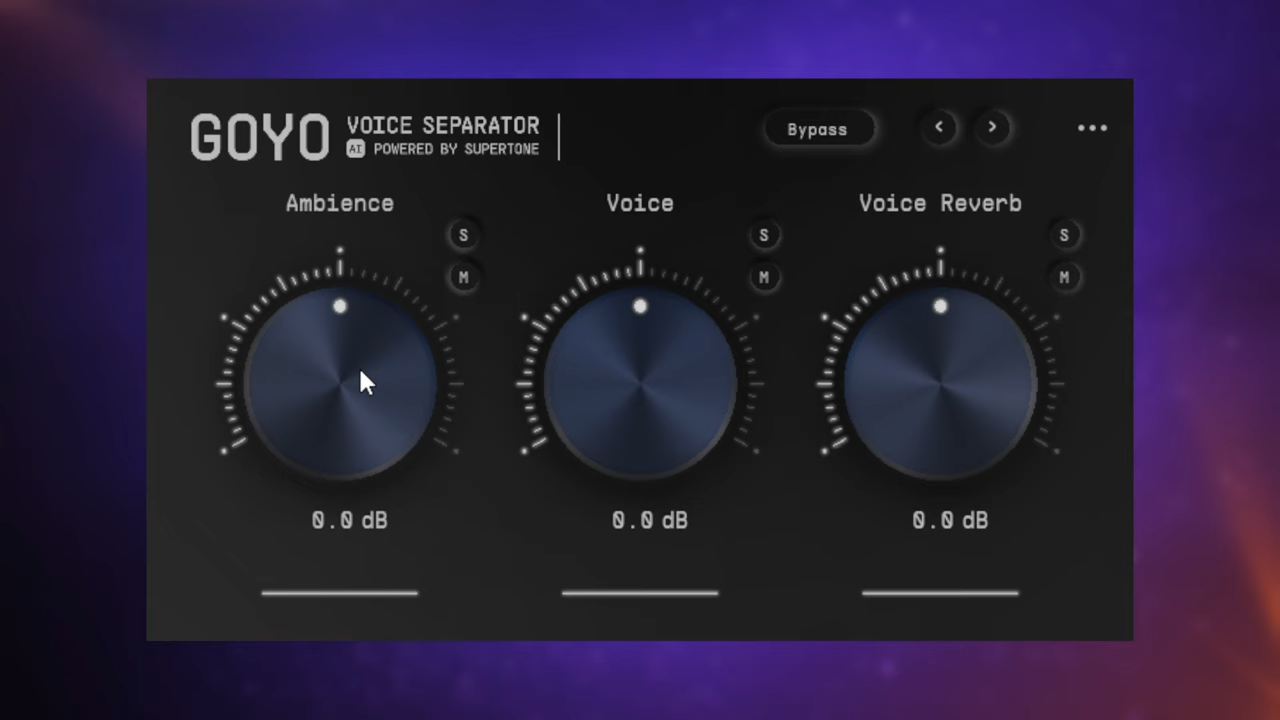 GOYO VOICE SEPARATOR
AI POWERED BY SUPERTONE
Bypass
< >
Ambience
S
M
0.0 dB
Voice
S
M
0.0 dB
Voice Reverb
S
M
0.0 dB